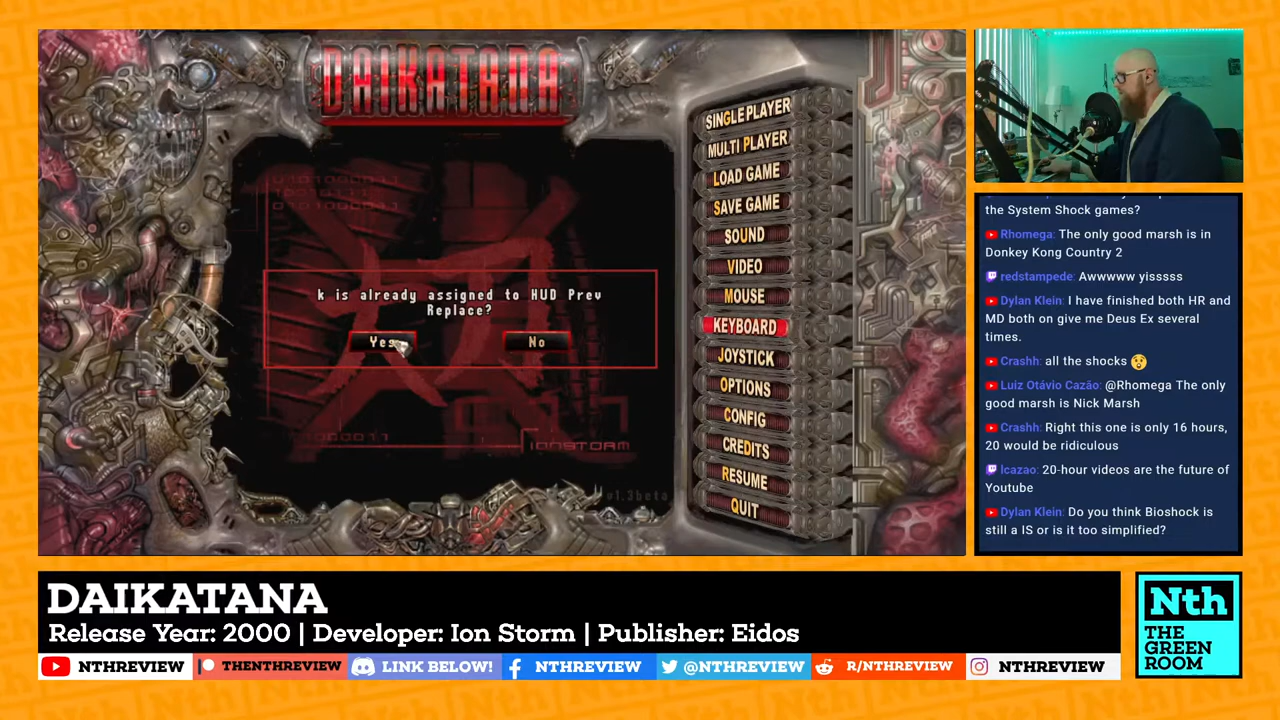 DAIKATANA
SINGLE PLAYER
MULTI PLAYER
LOAD GAME
SAVE GAME
SOUND
VIDEO
MOUSE
KEYBOARD
JOYSTICK
OPTIONS
CONFIG
CREDITS
RESUME
QUIT
k is already assigned to HUD Prev
Replace?
Yes
No
IONSTORM
v1.3beta
the System Shock games?
Rhomega: The only good marsh is in
Donkey Kong Country 2
redstampede: Awwwww yisssss
Dylan Klein: I have finished both HR and
MD both on give me Deus Ex several
times.
Crashh: all the shocks 😲
Luiz Otávio Cazão: @Rhomega The only
good marsh is Nick Marsh
Crashh: Right this one is only 16 hours,
20 would be ridiculous
lcazao: 20-hour videos are the future of
Youtube
Dylan Klein: Do you think Bioshock is
still a IS or is it too simplified?
DAIKATANA
Release Year: 2000 | Developer: Ion Storm | Publisher: Eidos
NTHREVIEW
THENTHREVIEW
LINK BELOW!
NTHREVIEW
@NTHREVIEW
R/NTHREVIEW
NTHREVIEW
Nth
THE
GREEN
ROOM